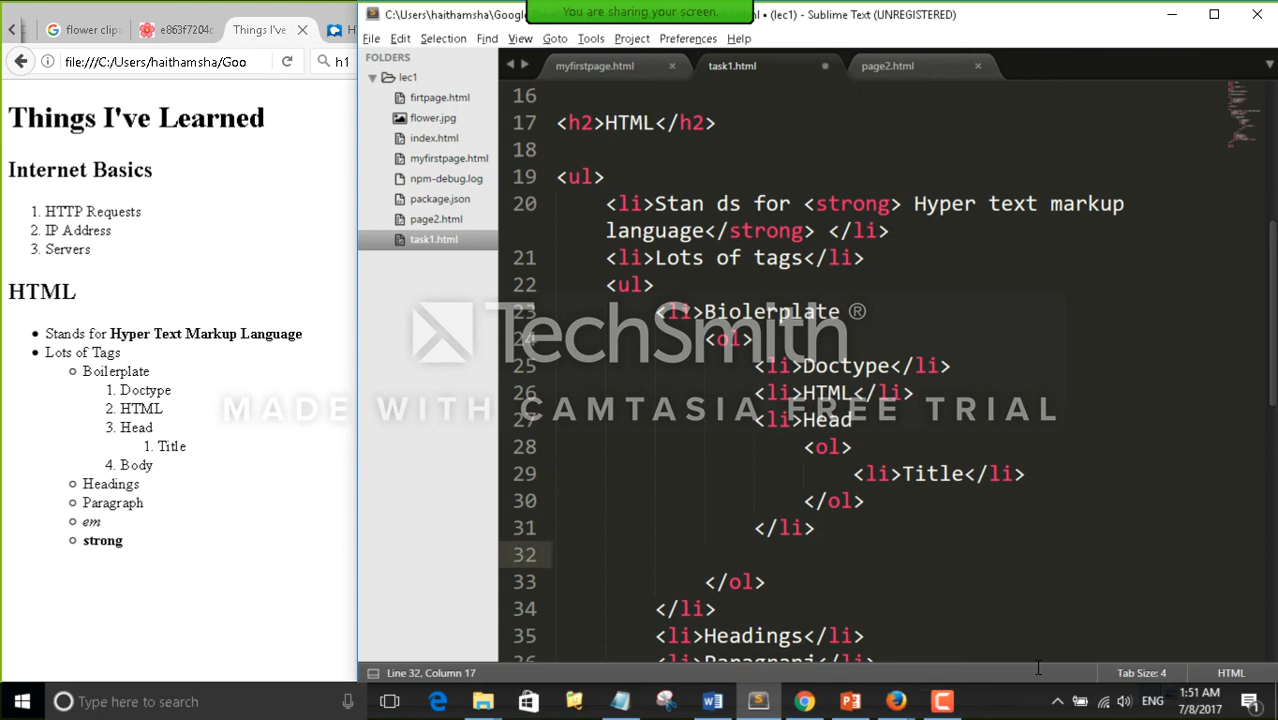 You are sharing your screen.
flower clip
e863f7204c
Things I've
file:///C:/Users/haithamsha/Goo
h1
Things I've Learned
Internet Basics
1. HTTP Requests
2. IP Address
3. Servers
HTML
Stands for Hyper Text Markup Language
Lots of Tags
Boilerplate
1. Doctype
2. HTML
3. Head
1. Title
4. Body
Headings
Paragraph
em
strong
(lec1) - Sublime Text (UNREGISTERED)
File Edit Selection Find View Goto Tools Project Preferences Help
FOLDERS
lec1
firtpage.html
flower.jpg
index.html
myfirstpage.html
npm-debug.log
package.json
page2.html
task1.html
myfirstpage.html
task1.html
page2.html
16
17 <h2>HTML</h2>
18
19 <ul>
20 <li>Stan ds for <strong> Hyper text markup
language</strong> </li>
21 <li>Lots of tags</li>
22 <ul>
23 <li>Biolerplate
24 <ol>
25 <li>Doctype</li>
26 <li>HTML</li>
27 <li>Head
28 <ol>
29 <li>Title</li>
30 </ol>
31 </li>
32
33 </ol>
34 </li>
35 <li>Headings</li>
TechSmith®
MADE WITH CAMTASIA FREE TRIAL
Line 32, Column 17
Tab Size: 4
HTML
Type here to search
ENG
1:51 AM
7/8/2017